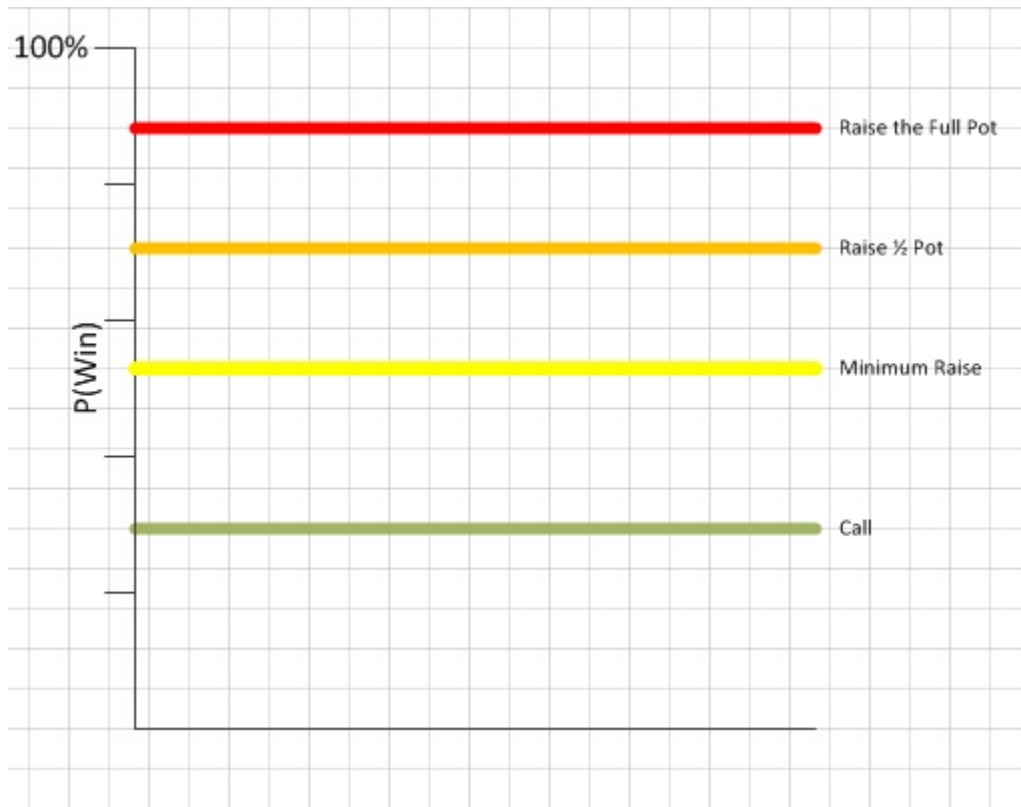 100%
Raise the Full Pot
Raise ½ Pot
P(Win)
Minimum Raise
Call